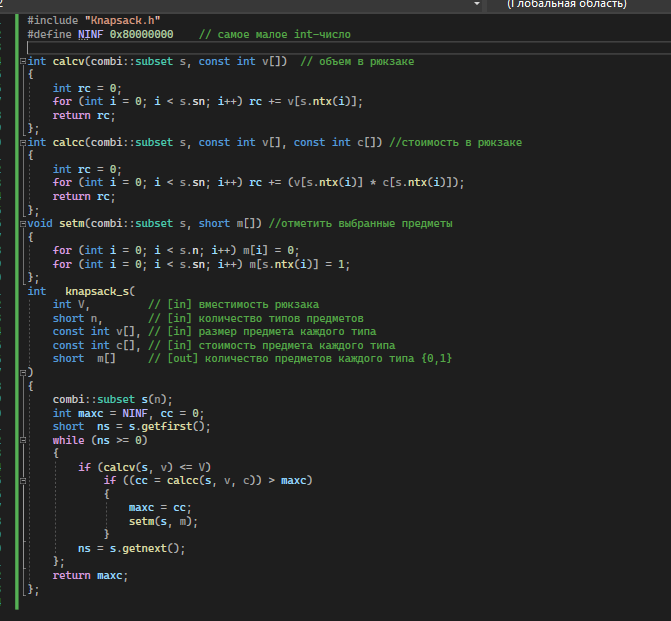 (Глобальная область)
#include "Knapsack.h"
#define NINF 0x80000000    // самое малое int-число
int calcv(combi::subset s, const int v[])  // объем в рюкзаке
{
    int rc = 0;
    for (int i = 0; i < s.sn; i++) rc += v[s.ntx(i)];
    return rc;
};
int calcc(combi::subset s, const int v[], const int c[]) //стоимость в рюкзаке
{
    int rc = 0;
    for (int i = 0; i < s.sn; i++) rc += (v[s.ntx(i)] * c[s.ntx(i)]);
    return rc;
};
void setm(combi::subset s, short m[]) //отметить выбранные предметы
{
    for (int i = 0; i < s.n; i++) m[i] = 0;
    for (int i = 0; i < s.sn; i++) m[s.ntx(i)] = 1;
};
int   knapsack_s(
    int V,         // [in] вместимость рюкзака
    short n,       // [in] количество типов предметов
    const int v[], // [in] размер предмета каждого типа
    const int c[], // [in] стоимость предмета каждого типа
    short  m[]     // [out] количество предметов каждого типа {0,1}
)
{
    combi::subset s(n);
    int maxc = NINF, cc = 0;
    short  ns = s.getfirst();
    while (ns >= 0)
    {
        if (calcv(s, v) <= V)
            if ((cc = calcc(s, v, c)) > maxc)
            {
                maxc = cc;
                setm(s, m);
            }
        ns = s.getnext();
    };
    return maxc;
};